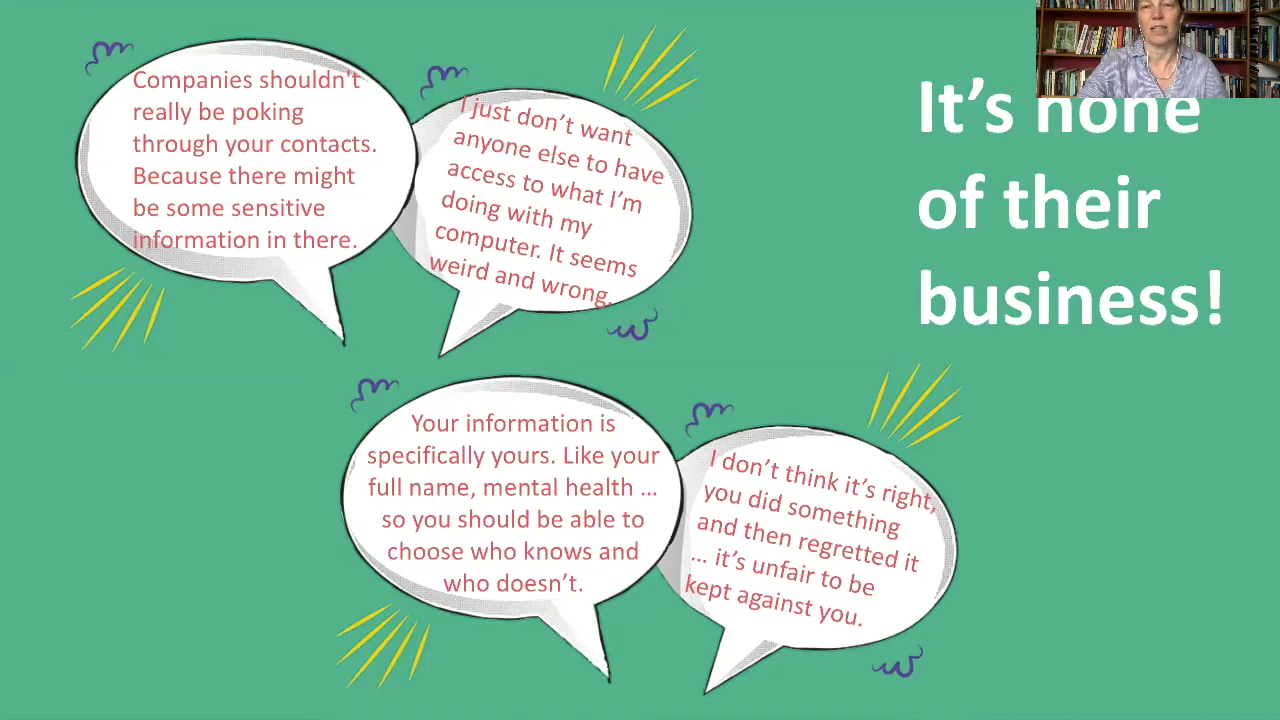 Companies shouldn't
really be poking
through your contacts.
Because there might
be some sensitive
information in there.
I just don’t want
anyone else to have
access to what I’m
doing with my
computer. It seems
weird and wrong.
It’s none
of their
business!
Your information is
specifically yours. Like your
full name, mental health …
so you should be able to
choose who knows and
who doesn’t.
I don’t think it’s right,
you did something
and then regretted it
… it’s unfair to be
kept against you.